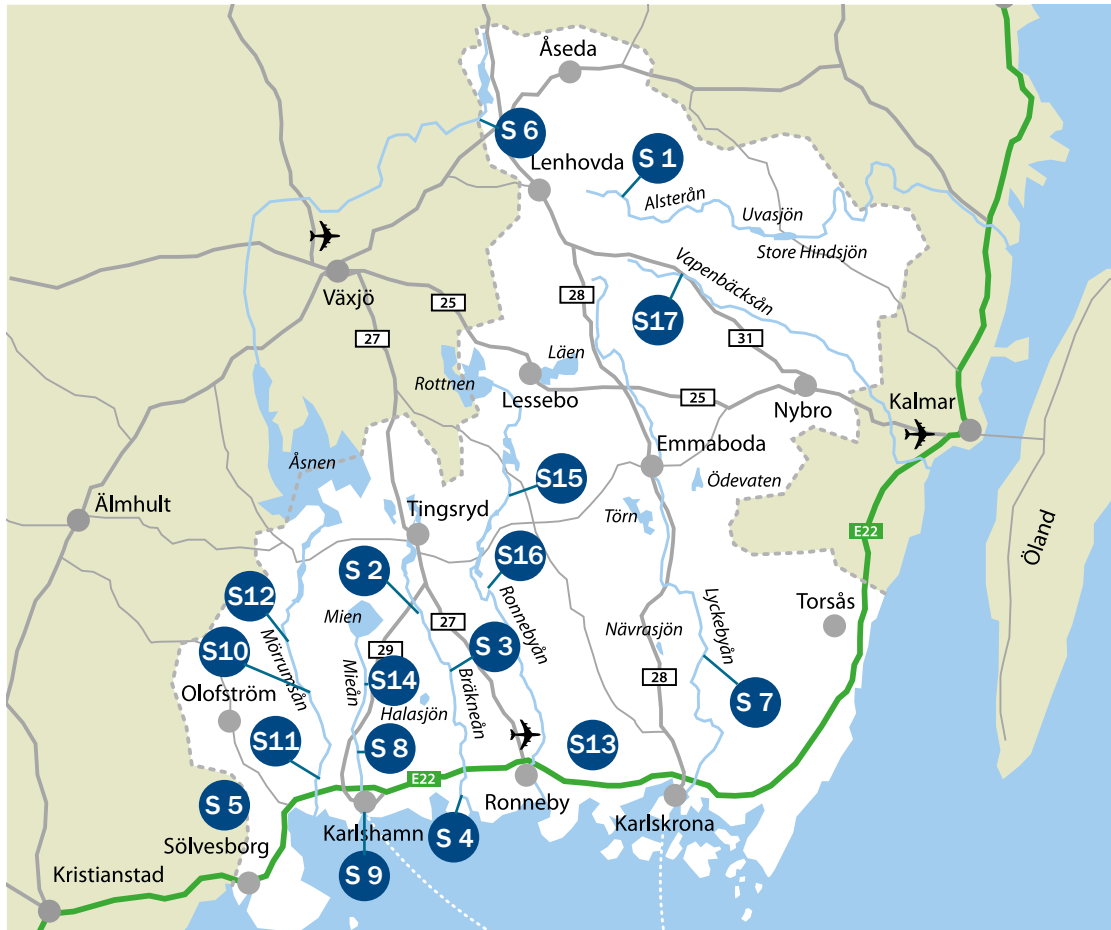 Åseda
S 6
S 1
Lenhovda
Alsterån
Uvasjön
Store Hindsjön
Vapenbäcksån
Växjö
28
25
S17
27
31
Läen
Rottnen
Lessebo
25
Nybro
Kalmar
Emmaboda
Åsnen
S15
Ödevaten
Älmhult
Tingsryd
Törn
E22
Öland
S16
S 2
S12
Ronnebyån
Lyckebyån
Torsås
Mien
27
Mörrumsån
S 3
Nävrasjön
S10
29
Mieån
S14
Bräkneån
28
Olofström
Halasjön
S 7
S11
S 8
S13
E22
Ronneby
S 5
Karlshamn
Karlskrona
Sölvesborg
S 4
S 9
Kristianstad